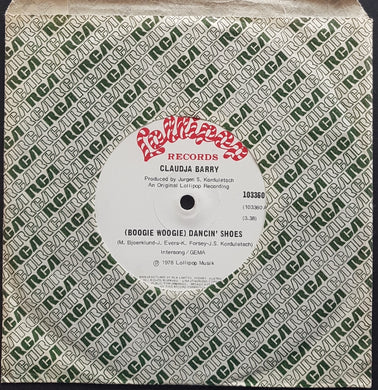 RECORDS
CLAUDJA BARRY
Produced by Jurgen S. Korduletsch
An Original Lollipop Recording
103360
(103360
(3.38)
(BOOGIE WOOGIE) DANCIN' SHOES
(M. Bjoerklund-J. Evers-K. Forsey-J.S. Korduletsch)
Intersong/GEMA
℗ 1978 Lollipop Musik
RCA